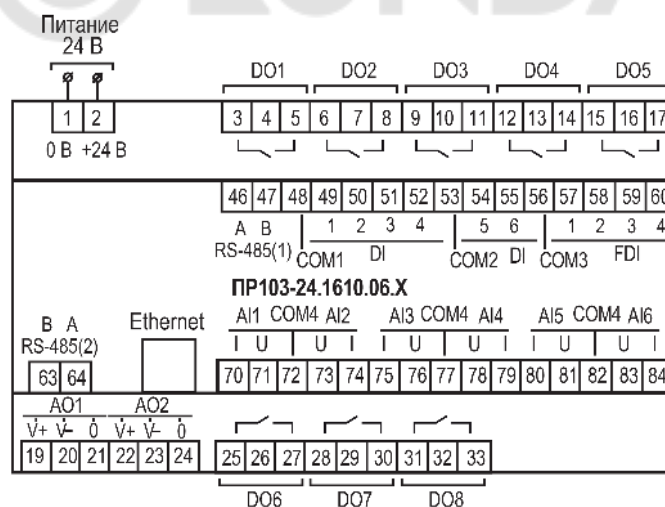 Питание
24 В
DO1 DO2 DO3 DO4 DO5
1 2 3 4 5 6 7 8 9 10 11 12 13 14 15 16 17
0 В +24 В
46 47 48 49 50 51 52 53 54 55 56 57 58 59 60
A B 1 2 3 4 5 6 1 2 3 4
RS-485(1) COM1 DI COM2 DI COM3 FDI
ПР103-24.1610.06.Х
B A Ethernet AI1 COM4 AI2 AI3 COM4 AI4 AI5 COM4 AI6
RS-485(2) I U U I I U U I I U U I
63 64 70 71 72 73 74 75 76 77 78 79 80 81 82 83 84
AO1 AO2
V+ V- 0 V+ V- 0
19 20 21 22 23 24 25 26 27 28 29 30 31 32 33
DO6 DO7 DO8